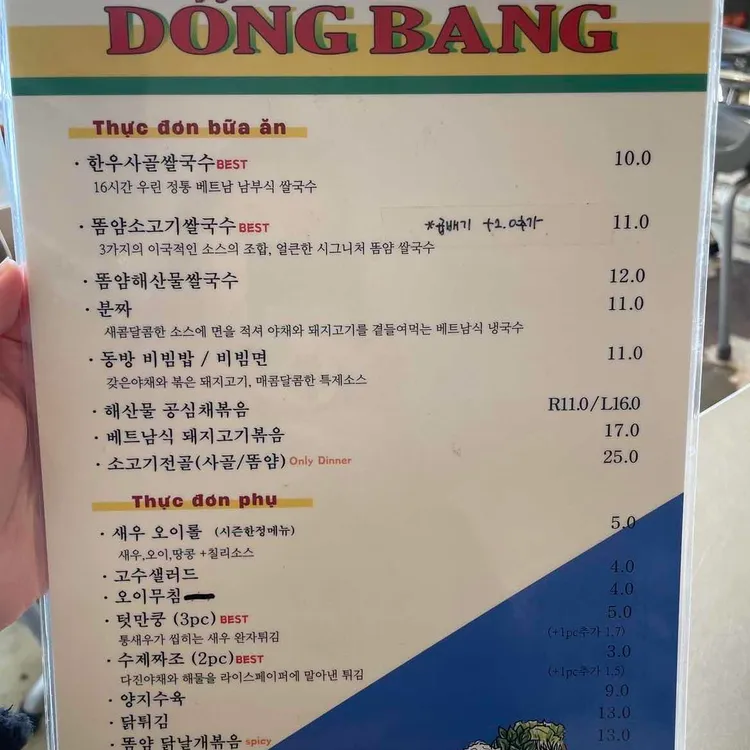 DONG BANG
Thực đơn bữa ăn
· 한우사골쌀국수 BEST 10.0
16시간 우린 정통 베트남 남부식 쌀국수
· 똠얌소고기쌀국수 BEST *곱배기 +2.0추가 11.0
3가지의 이국적인 소스의 조합, 얼큰한 시그니처 똠얌 쌀국수
· 똠얌해산물쌀국수 12.0
· 분짜 11.0
새콤달콤한 소스에 면을 적셔 야채와 돼지고기를 곁들여먹는 베트남식 냉국수
· 동방 비빔밥 / 비빔면 11.0
갖은야채와 볶은 돼지고기, 매콤달콤한 특제소스
· 해산물 공심채볶음 R11.0/L16.0
· 베트남식 돼지고기볶음 17.0
· 소고기전골(사골/똠얌) Only Dinner 25.0
Thực đơn phụ
· 새우 오이롤 (시즌한정메뉴) 5.0
새우,오이,땅콩 +칠리소스
· 고수샐러드 4.0
· 오이무침 4.0
· 텃만쿵 (3pc) BEST 5.0
통새우가 씹히는 새우 완자튀김 (+1pc추가 1.7)
· 수제짜조 (2pc) BEST 3.0
다진야채와 해물을 라이스페이퍼에 말아낸 튀김 (+1pc추가 1.5)
· 양지수육 9.0
· 닭튀김 13.0
· 똠얌 닭날개볶음 spicy 13.0